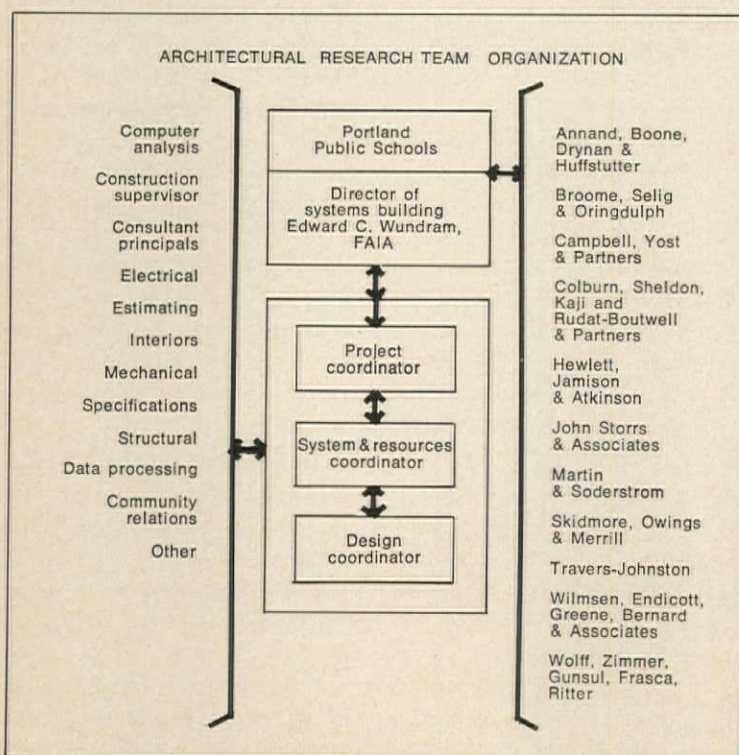 ARCHITECTURAL RESEARCH TEAM ORGANIZATION
Computer
analysis
Construction
supervisor
Consultant
principals
Electrical
Estimating
Interiors
Mechanical
Specifications
Structural
Data processing
Community
relations
Other
Portland
Public Schools
Director of
systems building
Edward C. Wundram,
FAIA
Project
coordinator
System & resources
coordinator
Design
coordinator
Annand, Boone,
Drynan &
Huffstutter
Broome, Selig
& Oringdulph
Campbell, Yost
& Partners
Colburn, Sheldon,
Kaji and
Rudat-Boutwell
& Partners
Hewlett,
Jamison
& Atkinson
John Storrs
& Associates
Martin
& Soderstrom
Skidmore, Owings
& Merrill
Travers-Johnston
Wilmsen, Endicott,
Greene, Bernard
& Associates
Wolff, Zimmer,
Gunsul, Frasca,
Ritter